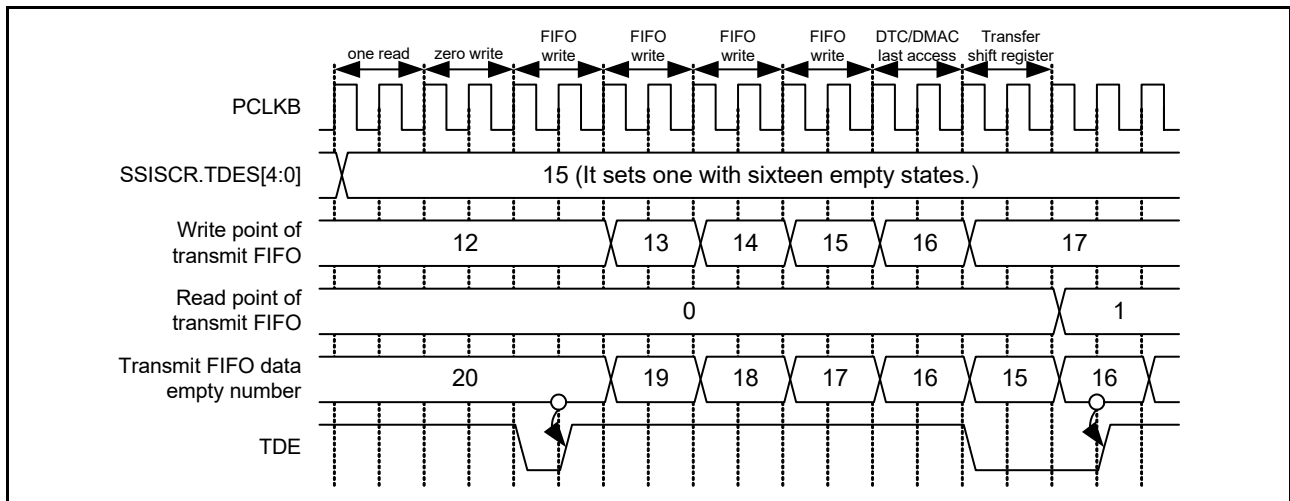 one read
zero write
FIFO
write
FIFO
write
FIFO
write
FIFO
write
DTC/DMAC
last access
Transfer
shift register
PCLKB
SSISCR.TDES[4:0]
15 (It sets one with sixteen empty states.)
Write point of
transmit FIFO
12
13
14
15
16
17
Read point of
transmit FIFO
0
1
Transmit FIFO data
empty number
20
19
18
17
16
15
16
TDE